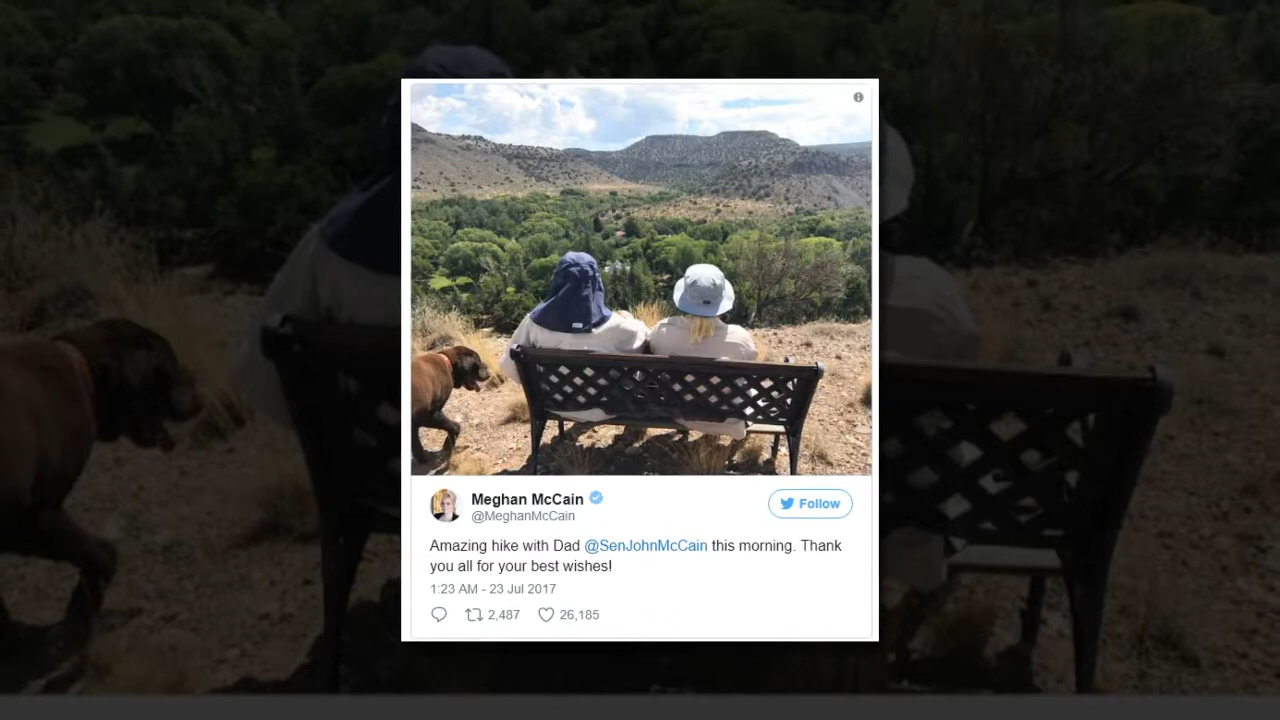 Meghan McCain
Follow
@MeghanMcCain
Amazing hike with Dad @SenJohnMcCain this morning. Thank
you all for your best wishes!
1:23 AM - 23 Jul 2017
2,487 26,185